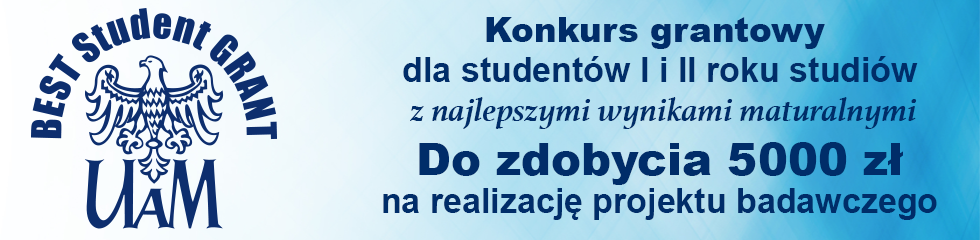 BEST Student GRANT
UAM
Konkurs grantowy
dla studentów I i II roku studiów
z najlepszymi wynikami maturalnymi
Do zdobycia 5000 zł
na realizację projektu badawczego